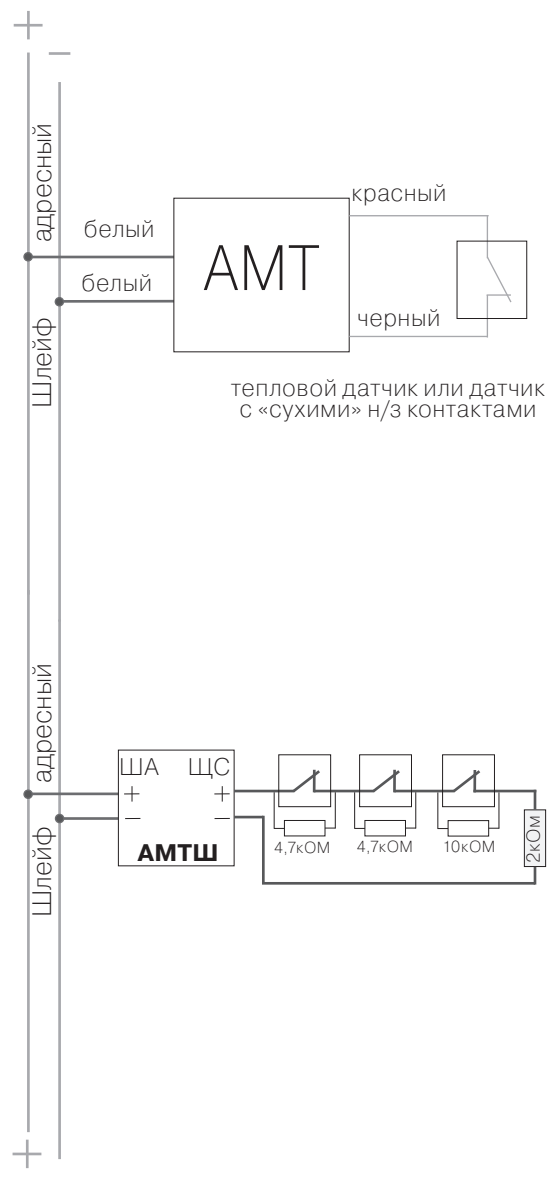 +
−
Шлейф адресный
белый
белый
АМТ
красный
черный
тепловой датчик или датчик
с «сухими» н/з контактами
Шлейф адресный
ША ЩС
+ +
− −
АМТШ
4,7кОМ 4,7кОМ 10кОМ
2кОм
+